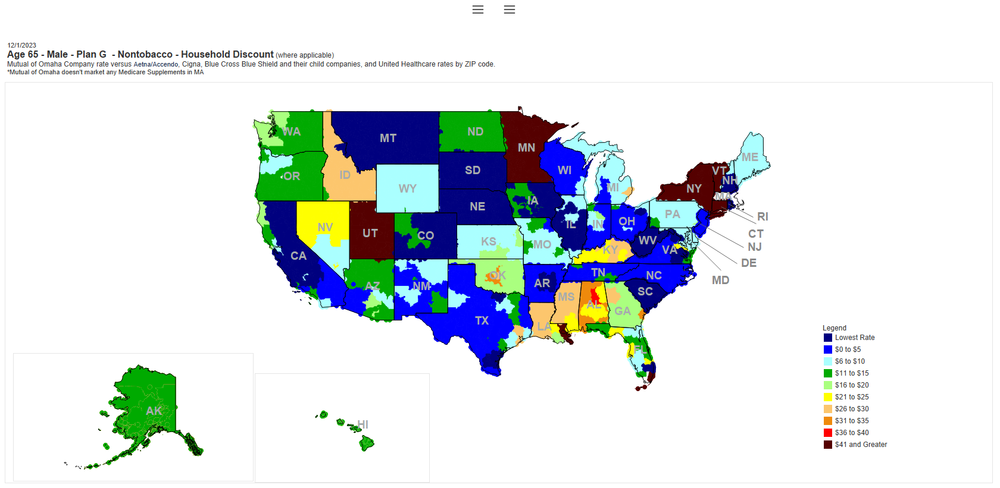 12/1/2023
Age 65 - Male - Plan G - Nontobacco - Household Discount (where applicable)
Mutual of Omaha Company rate versus Aetna/Accendo, Cigna, Blue Cross Blue Shield and their child companies, and United Healthcare rates by ZIP code.
*Mutual of Omaha doesn't market any Medicare Supplements in MA
WA
MT
ND
MN
OR
ID
SD
WI
ME
VT
NH
WY
MI
NY
MA
IA
NE
PA
RI
NV
UT
CO
IL
IN
OH
CT
KS
MO
WV
NJ
CA
KY
VA
DE
AZ
NM
OK
AR
TN
NC
MD
MS
AL
SC
GA
TX
LA
FL
AK
HI
Legend
Lowest Rate
$0 to $5
$6 to $10
$11 to $15
$16 to $20
$21 to $25
$26 to $30
$31 to $35
$36 to $40
$41 and Greater